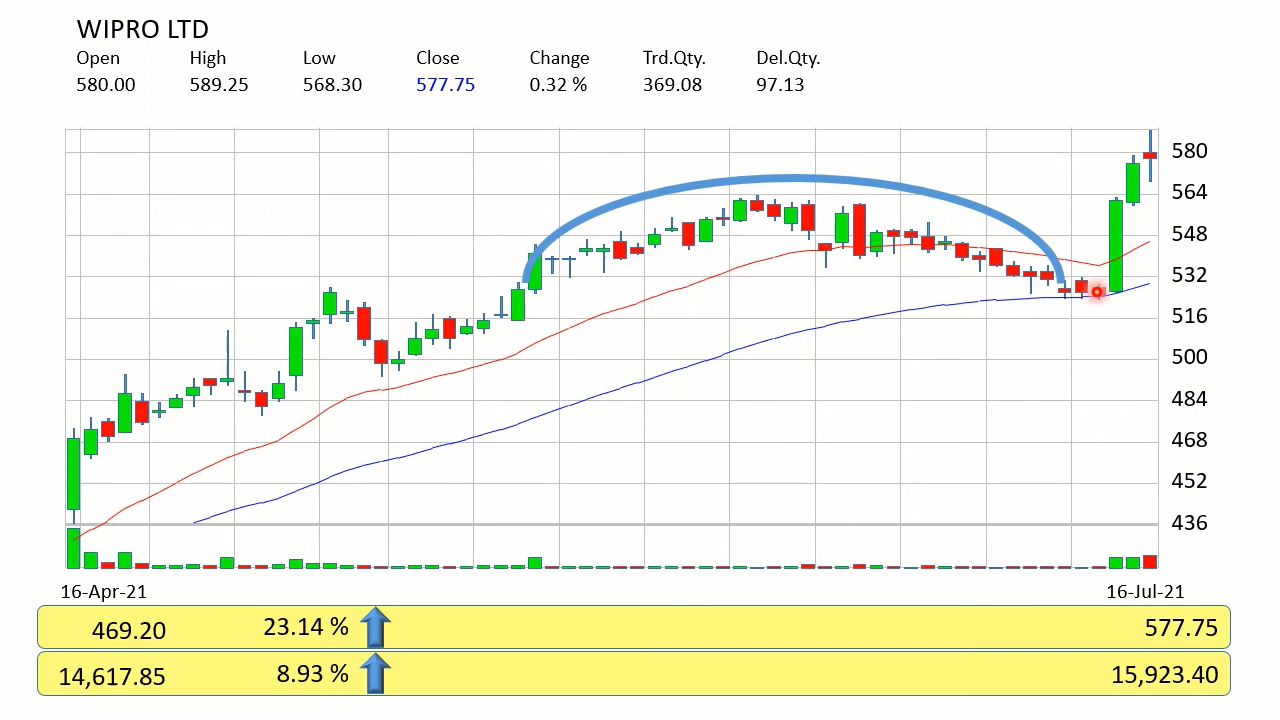 WIPRO LTD
Open High Low Close Change Trd.Qty. Del.Qty.
580.00 589.25 568.30 577.75 0.32 % 369.08 97.13
580
564
548
532
516
500
484
468
452
436
16-Apr-21 16-Jul-21
469.20 23.14 % 577.75
14,617.85 8.93 % 15,923.40